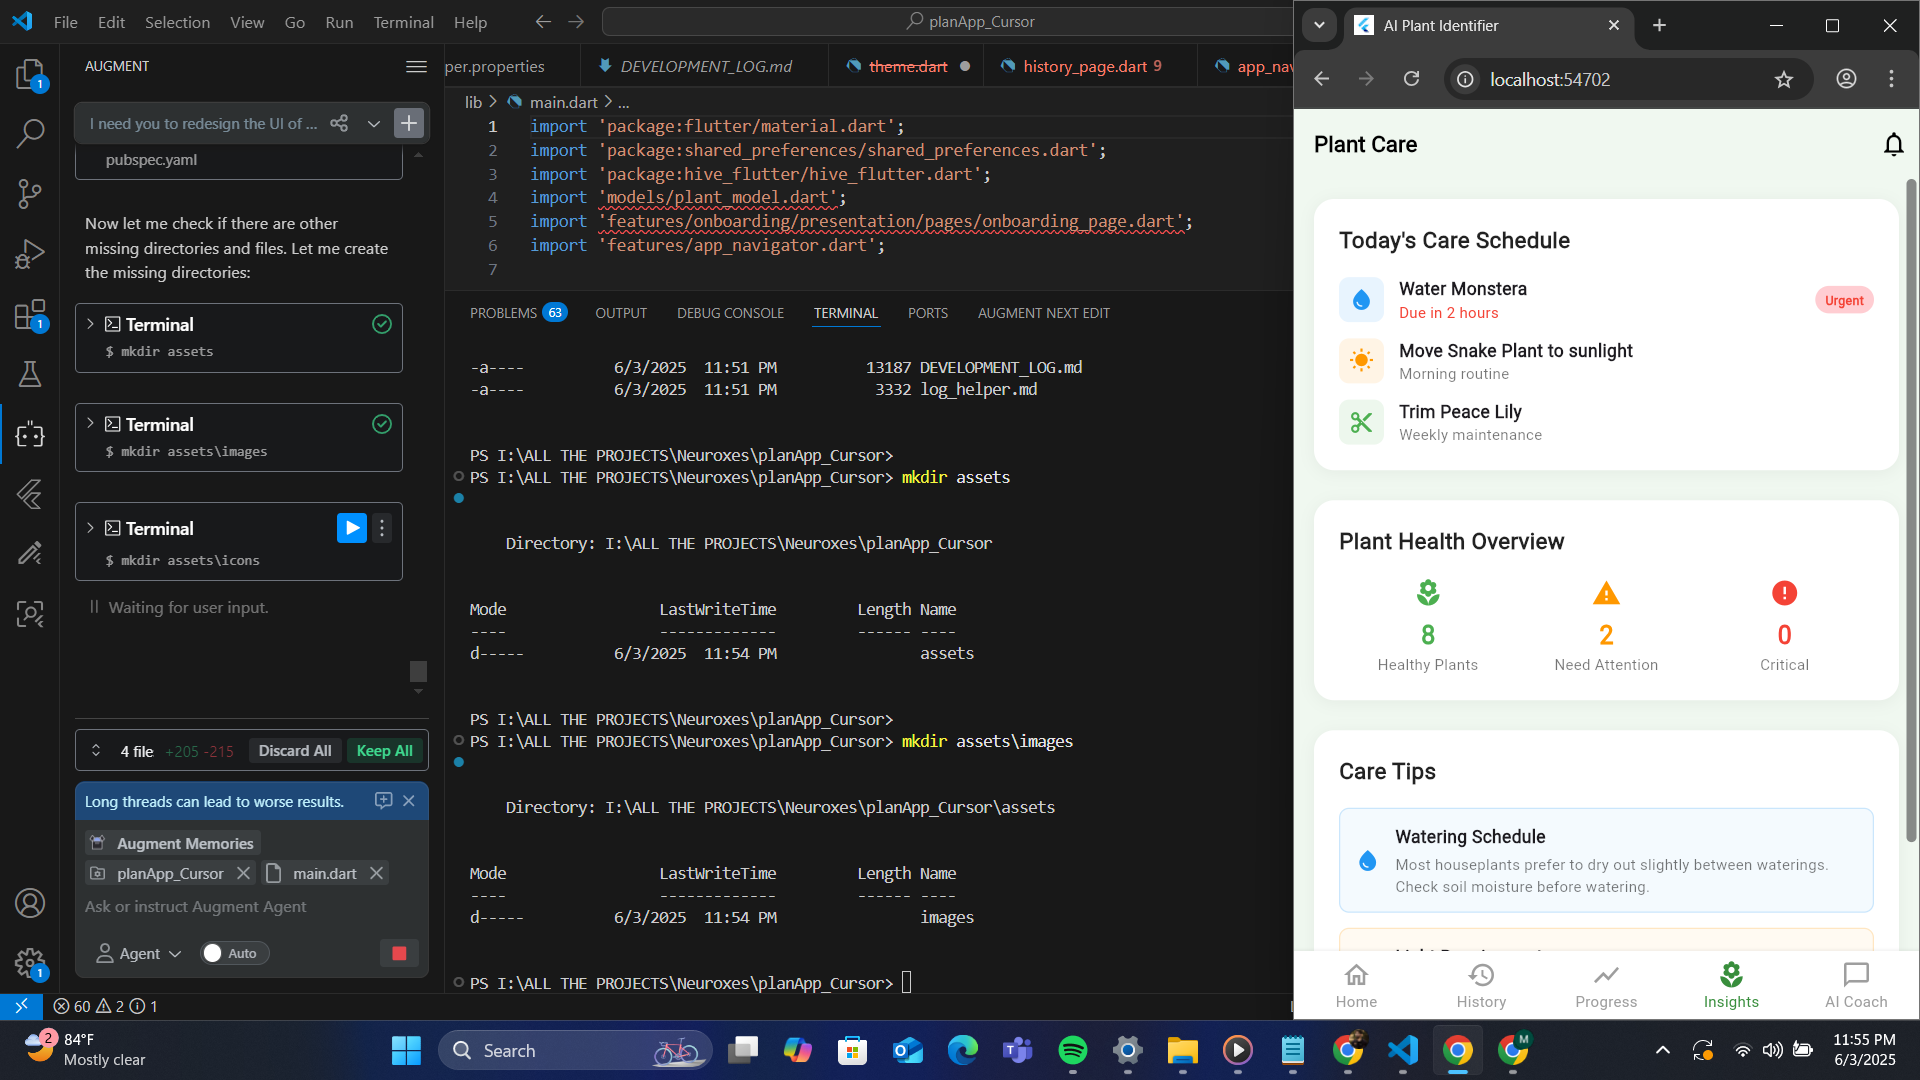 File Edit Selection View Go Run Terminal Help
planApp_Cursor
AUGMENT
I need you to redesign the UI of ...
pubspec.yaml
Now let me check if there are other
missing directories and files. Let me create
the missing directories:
Terminal
$ mkdir assets
Terminal
$ mkdir assets\images
Terminal
$ mkdir assets\icons
Waiting for user input.
4 file +205 -215 Discard All Keep All
Long threads can lead to worse results.
Augment Memories
planApp_Cursor
main.dart
Ask or instruct Augment Agent
Agent
Auto
1
1
1
60 2 1
per.properties
DEVELOPMENT_LOG.md
theme.dart
history_page.dart 9
app_nav
lib > main.dart > ...
1 import 'package:flutter/material.dart';
2 import 'package:shared_preferences/shared_preferences.dart';
3 import 'package:hive_flutter/hive_flutter.dart';
4 import 'models/plant_model.dart';
5 import 'features/onboarding/presentation/pages/onboarding_page.dart';
6 import 'features/app_navigator.dart';
7
PROBLEMS 63 OUTPUT DEBUG CONSOLE TERMINAL PORTS AUGMENT NEXT EDIT
-a---- 6/3/2025 11:51 PM 13187 DEVELOPMENT_LOG.md
-a---- 6/3/2025 11:51 PM 3332 log_helper.md
PS I:\ALL THE PROJECTS\Neuroxes\planApp_Cursor>
PS I:\ALL THE PROJECTS\Neuroxes\planApp_Cursor> mkdir assets
Directory: I:\ALL THE PROJECTS\Neuroxes\planApp_Cursor
Mode LastWriteTime Length Name
---- ------------- ------ ----
d----- 6/3/2025 11:54 PM assets
PS I:\ALL THE PROJECTS\Neuroxes\planApp_Cursor>
PS I:\ALL THE PROJECTS\Neuroxes\planApp_Cursor> mkdir assets\images
Directory: I:\ALL THE PROJECTS\Neuroxes\planApp_Cursor\assets
Mode LastWriteTime Length Name
---- ------------- ------ ----
d----- 6/3/2025 11:54 PM images
PS I:\ALL THE PROJECTS\Neuroxes\planApp_Cursor>
AI Plant Identifier
localhost:54702
Plant Care
Today's Care Schedule
Water Monstera
Due in 2 hours
Urgent
Move Snake Plant to sunlight
Morning routine
Trim Peace Lily
Weekly maintenance
Plant Health Overview
8 2 0
Healthy Plants Need Attention Critical
Care Tips
Watering Schedule
Most houseplants prefer to dry out slightly between waterings.
Check soil moisture before watering.
Home History Progress Insights AI Coach
2
84°F
Mostly clear
Search
M
11:55 PM
6/3/2025